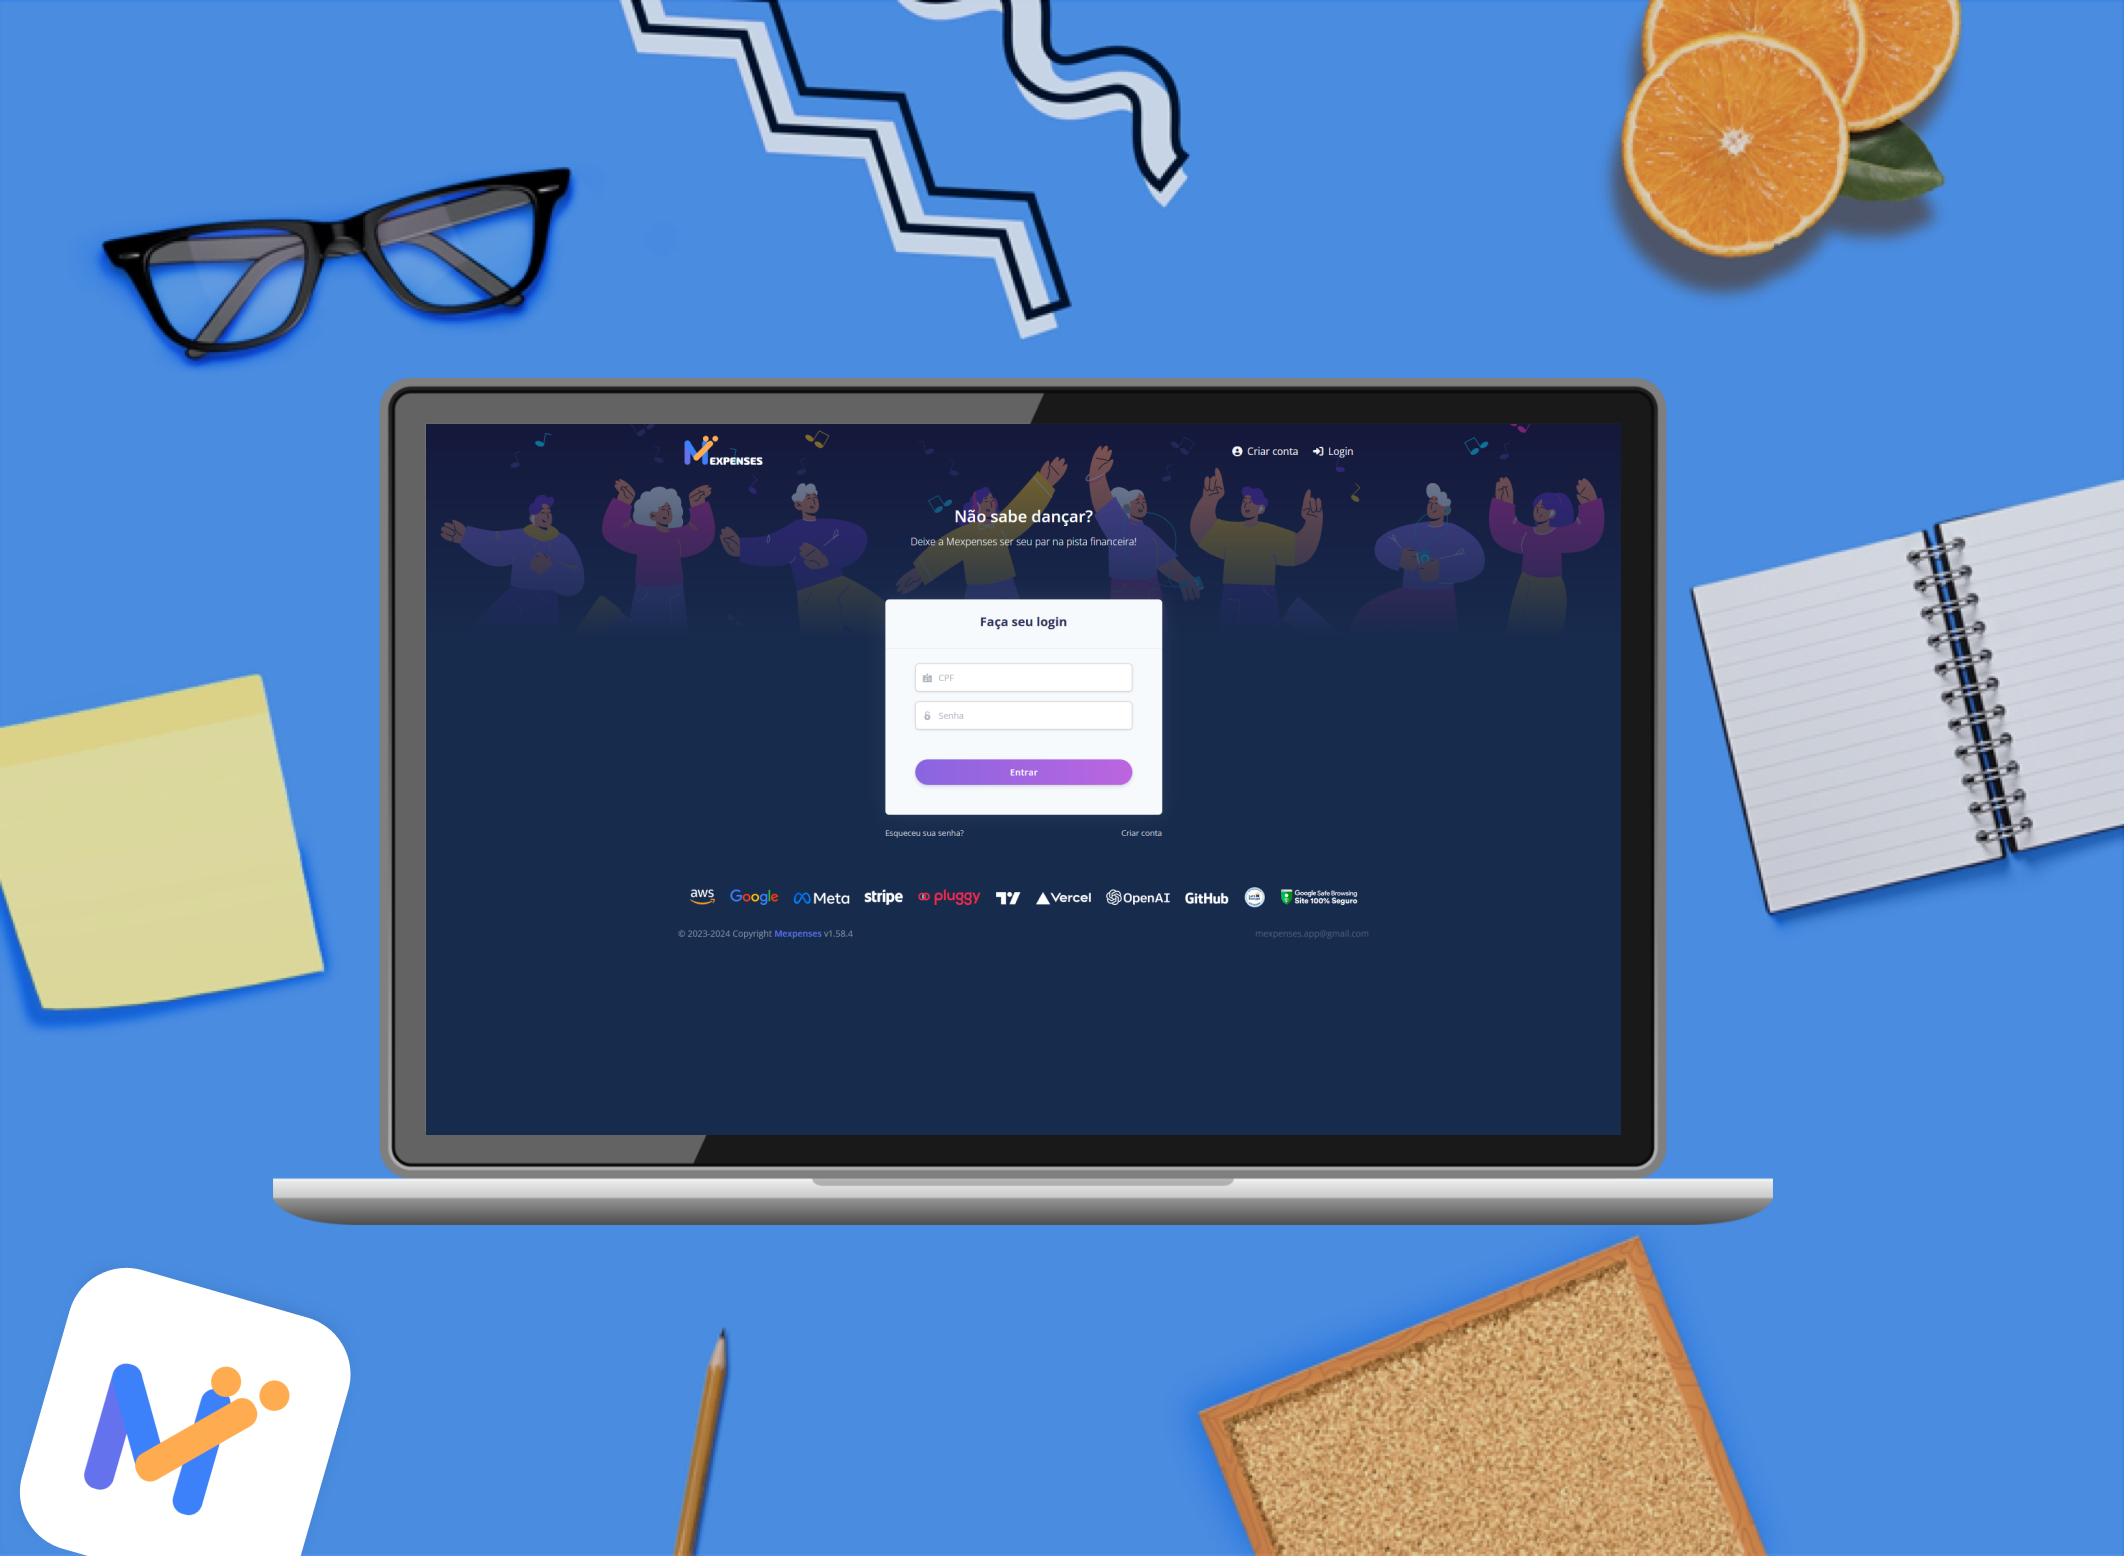 EXPENSES
Criar conta
Login
Não sabe dançar?
Deixe a Mexpenses ser seu par na pista financeira!
Faça seu login
CPF
Senha
Entrar
Esqueceu sua senha?
Criar conta
aws
Google
Meta
stripe
pluggy
Vercel
OpenAI
GitHub
Google Safe Browsing
Site 100% Seguro
© 2023-2024 Copyright Mexpenses v1.58.4
mexpenses.app@gmail.com